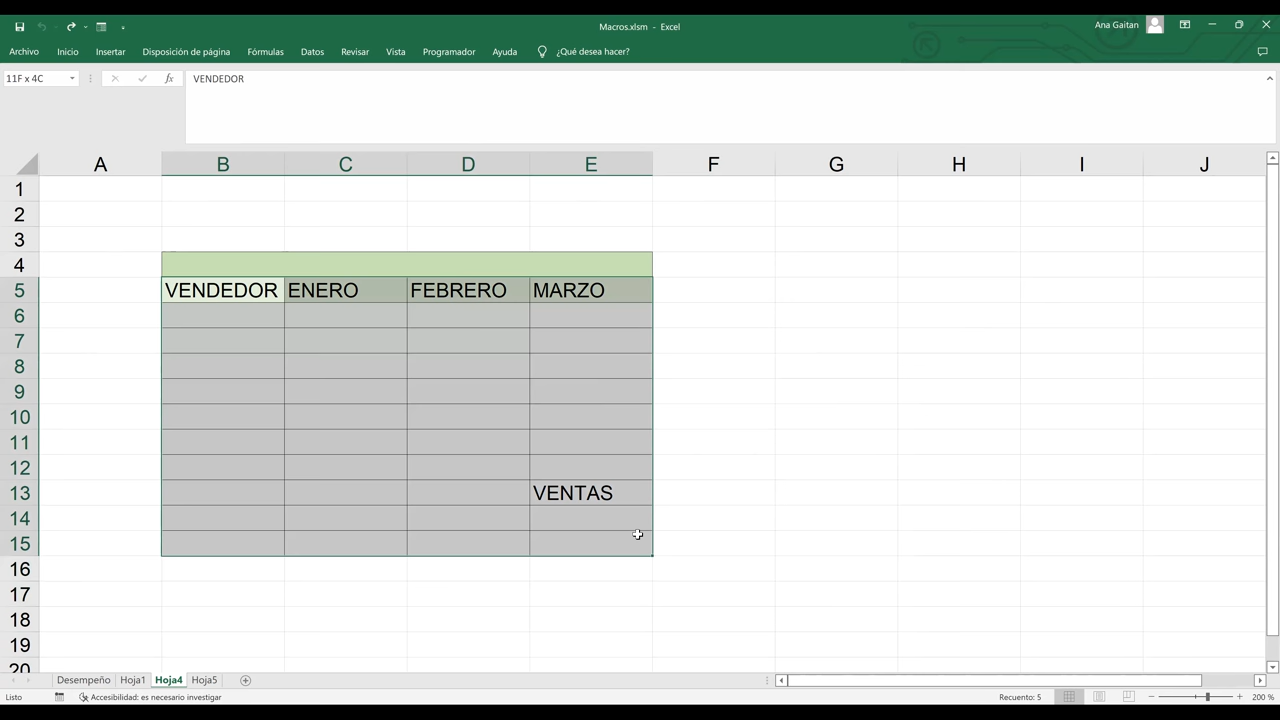 Macros.xlsm - Excel
Ana Gaitan
Archivo Inicio Insertar Disposición de página Fórmulas Datos Revisar Vista Programador Ayuda ¿Qué desea hacer?
11F x 4C fx VENDEDOR
A B C D E F G H I J
1
2
3
4
5 VENDEDOR ENERO FEBRERO MARZO
6
7
8
9
10
11
12
13 VENTAS
14
15
16
17
18
19
20
Desempeño Hoja1 Hoja4 Hoja5
Listo Accesibilidad: es necesario investigar Recuento: 5 200 %